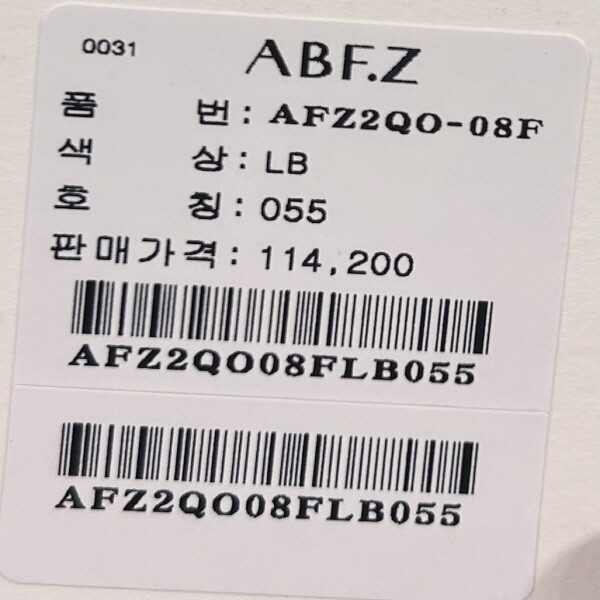 0031 ABF.Z
품 번 : AFZ2QO-08F
색 상 : LB
호 칭 : 055
판매가격 : 114,200
AFZ2QO08FLB055
AFZ2QO08FLB055